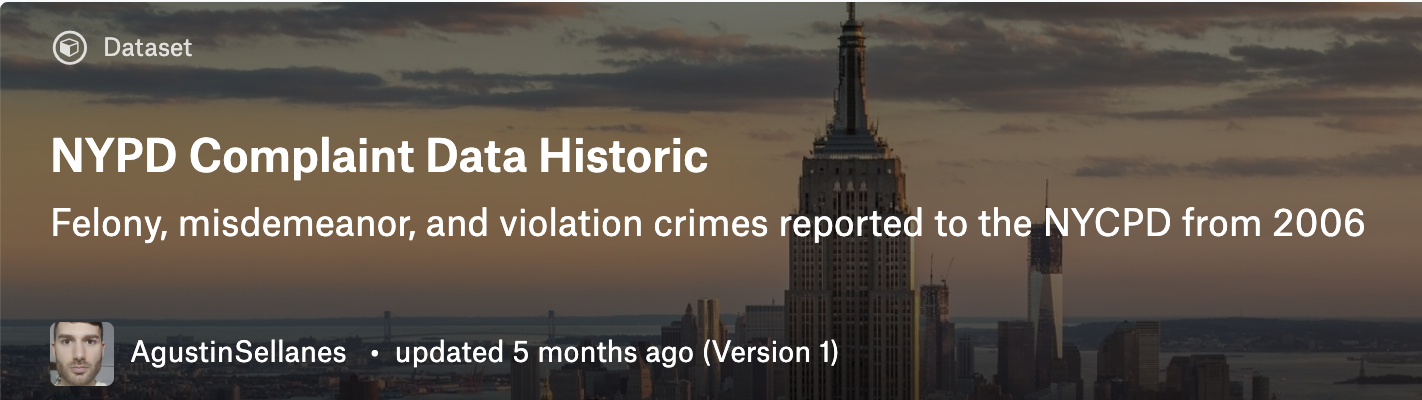 Dataset
NYPD Complaint Data Historic
Felony, misdemeanor, and violation crimes reported to the NYCPD from 2006
AgustinSellanes • updated 5 months ago (Version 1)